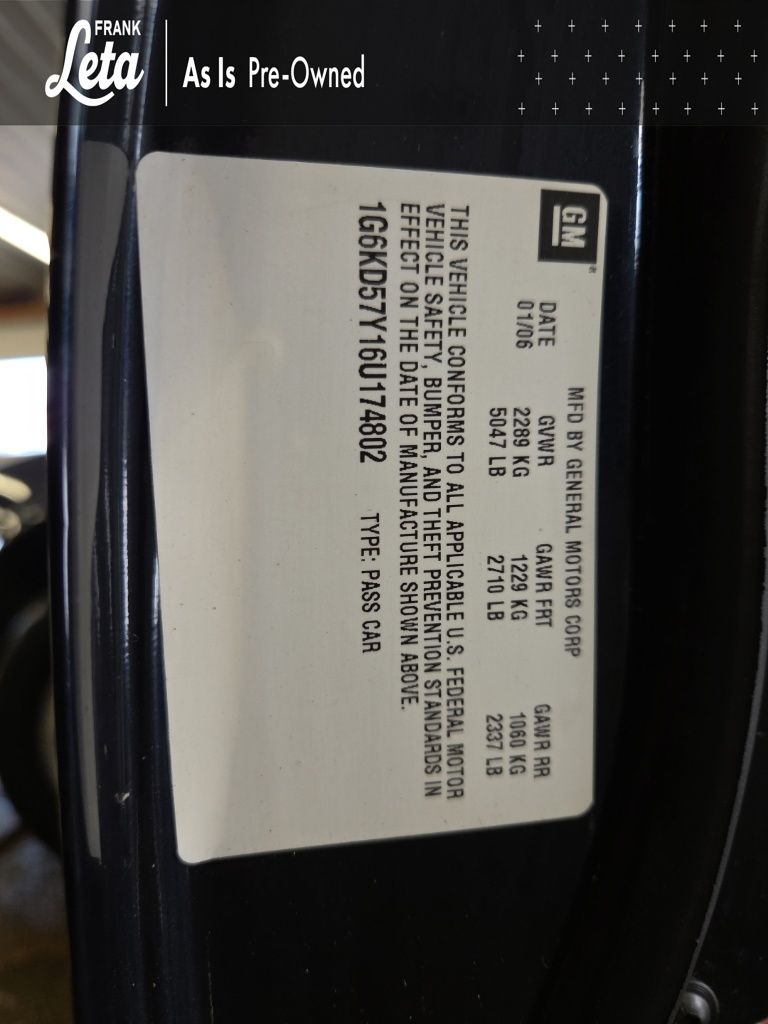 FRANK
Leta
As Is Pre-Owned
GM
®
MFD BY GENERAL MOTORS CORP
DATE GVWR GAWR FRT GAWR RR
01/06 2289 KG 1229 KG 1060 KG
5047 LB 2710 LB 2337 LB
THIS VEHICLE CONFORMS TO ALL APPLICABLE U.S. FEDERAL MOTOR
VEHICLE SAFETY, BUMPER, AND THEFT PREVENTION STANDARDS IN
EFFECT ON THE DATE OF MANUFACTURE SHOWN ABOVE.
1G6KD57Y16U174802 TYPE: PASS CAR